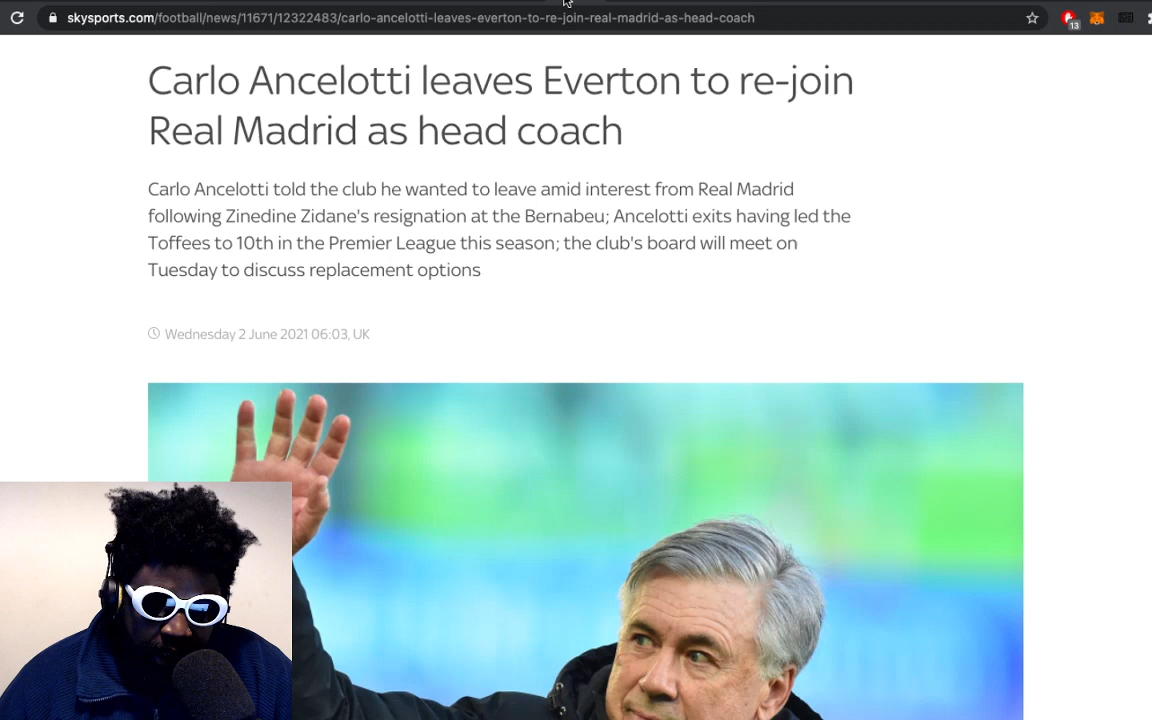 skysports.com/football/news/11671/12322483/carlo-ancelotti-leaves-everton-to-re-join-real-madrid-as-head-coach
13
Carlo Ancelotti leaves Everton to re-join
Real Madrid as head coach
Carlo Ancelotti told the club he wanted to leave amid interest from Real Madrid
following Zinedine Zidane's resignation at the Bernabeu; Ancelotti exits having led the
Toffees to 10th in the Premier League this season; the club's board will meet on
Tuesday to discuss replacement options
Wednesday 2 June 2021 06:03, UK